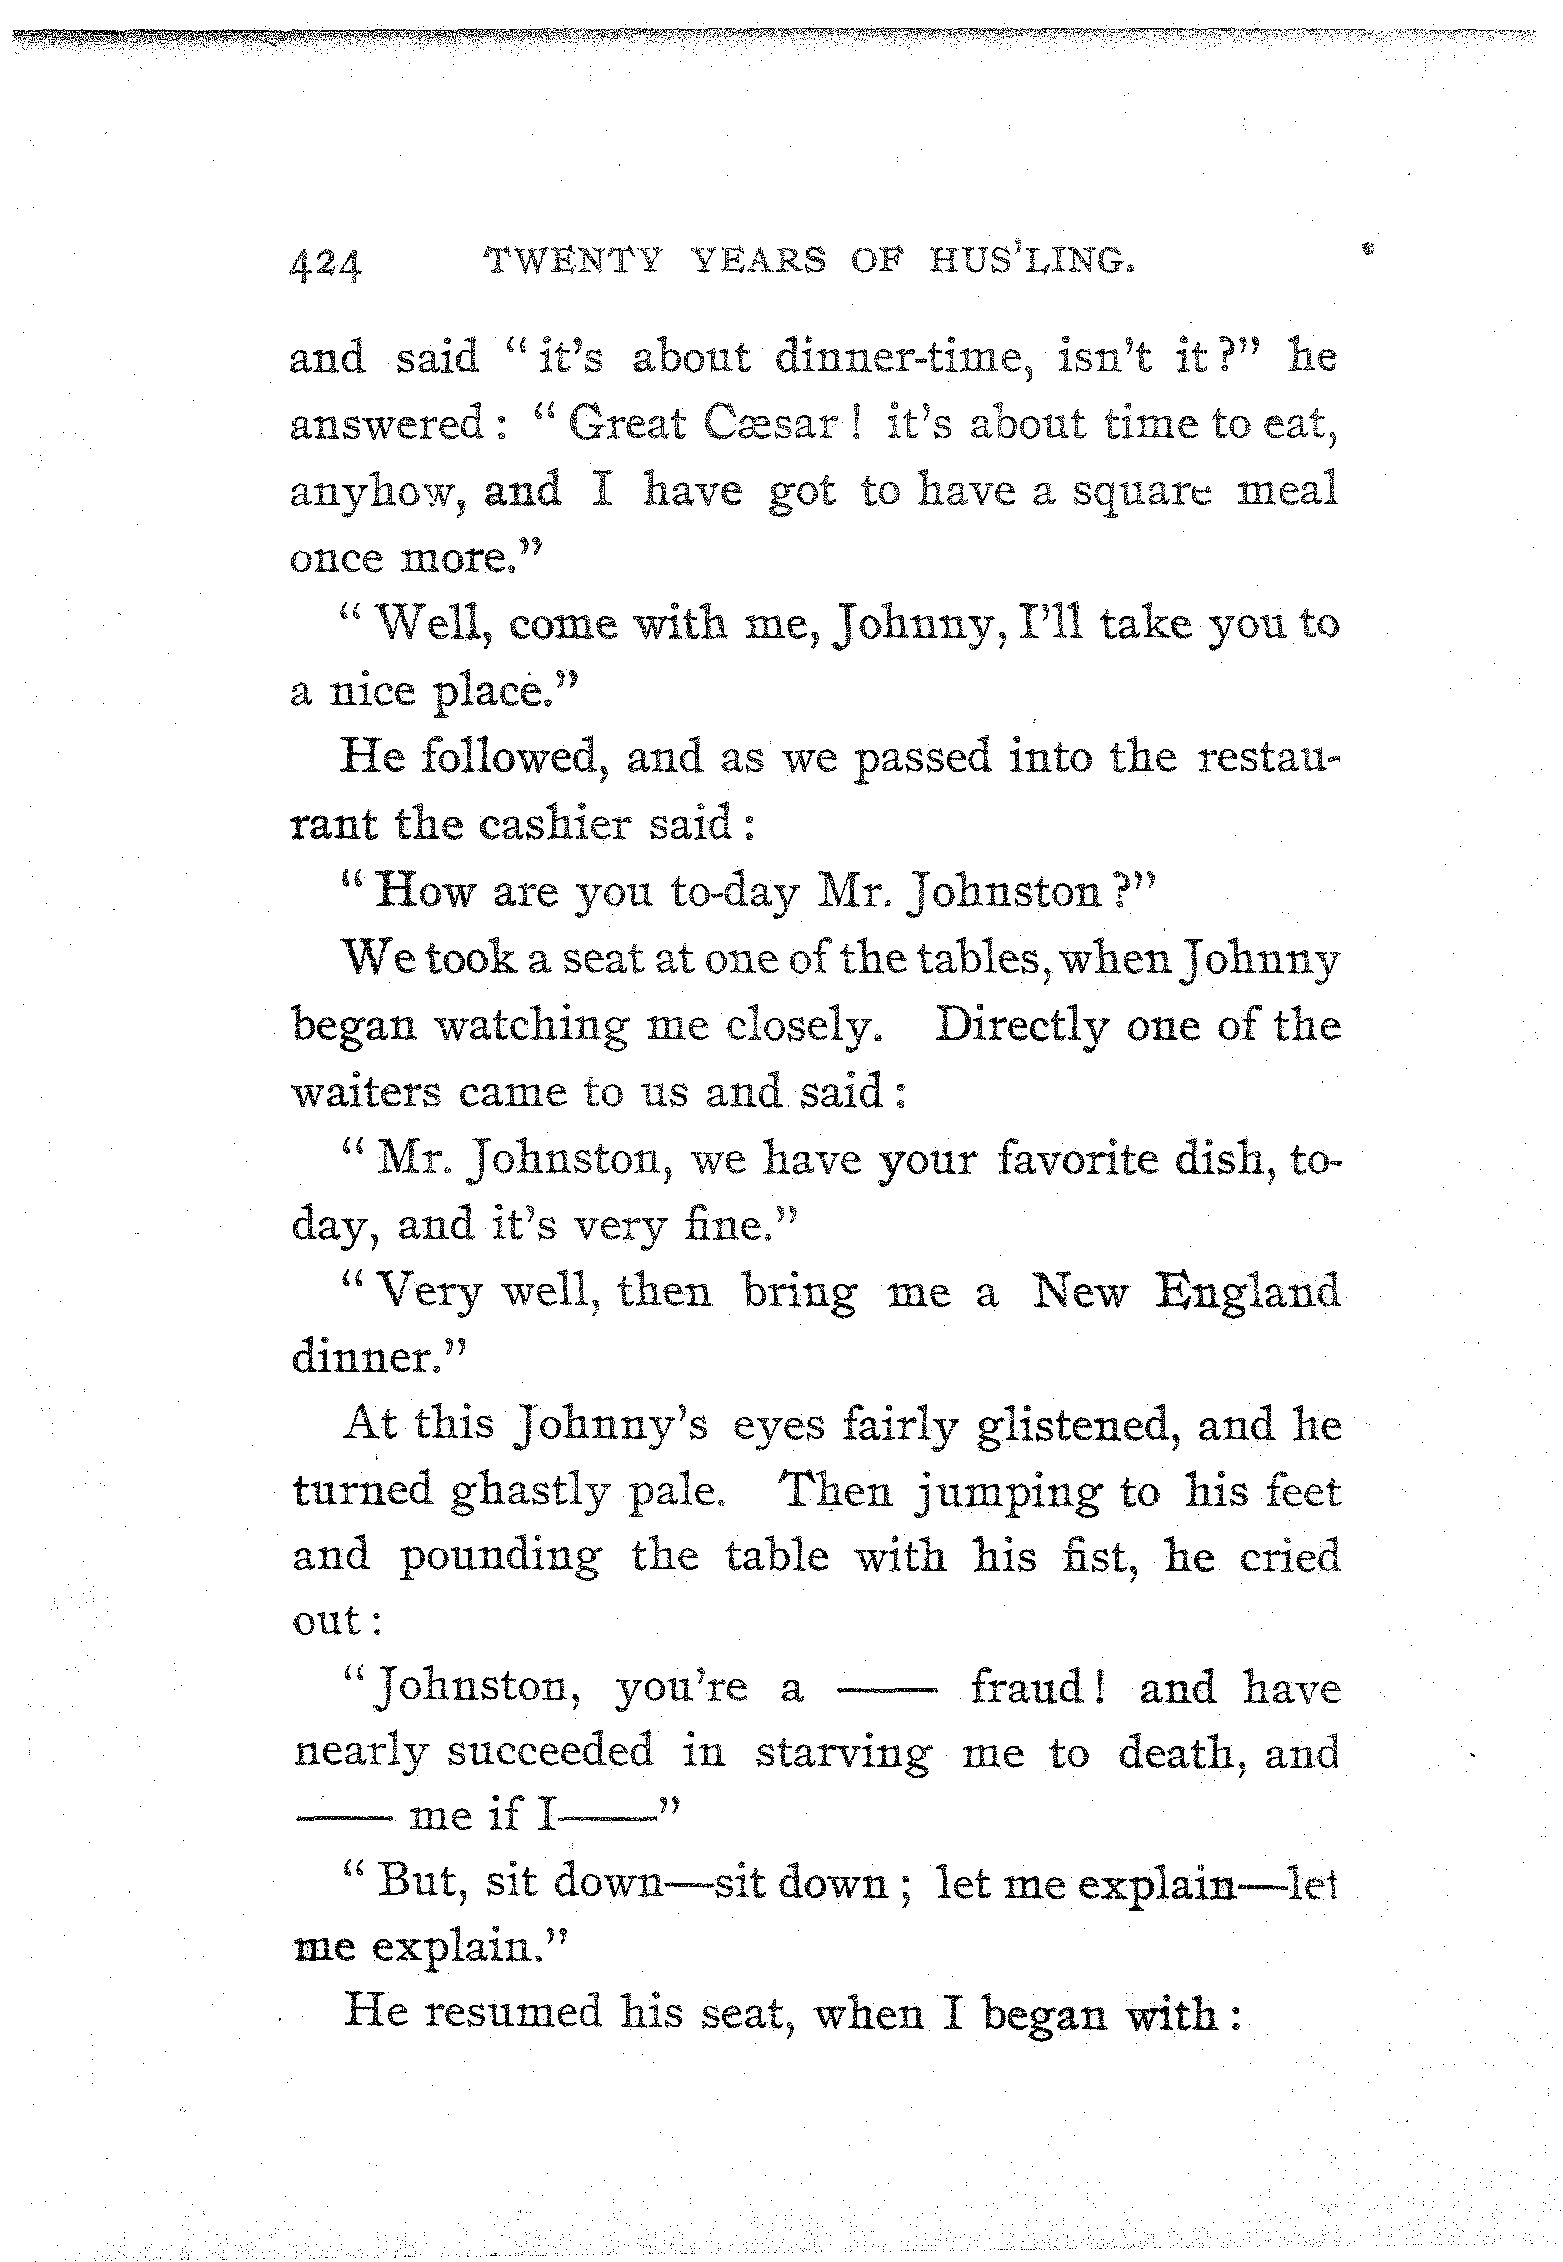 424 TWENTY YEARS OF HUS'LING.
and said “it's about dinner-time, isn't it?” he
answered: “Great Cæsar! it's about time to eat,
anyhow, and I have got to have a square meal
once more.”
“Well, come with me, Johnny, I'll take you to
a nice place.”
He followed, and as we passed into the restau-
rant the cashier said:
“How are you to-day Mr. Johnston?”
We took a seat at one of the tables, when Johnny
began watching me closely. Directly one of the
waiters came to us and said:
“Mr. Johnston, we have your favorite dish, to-
day, and it's very fine.”
“Very well, then bring me a New England
dinner.”
At this Johnny's eyes fairly glistened, and he
turned ghastly pale. Then jumping to his feet
and pounding the table with his fist, he cried
out:
“Johnston, you're a —— fraud! and have
nearly succeeded in starving me to death, and
—— me if I——”
“But, sit down—sit down; let me explain—let
me explain.”
He resumed his seat, when I began with: